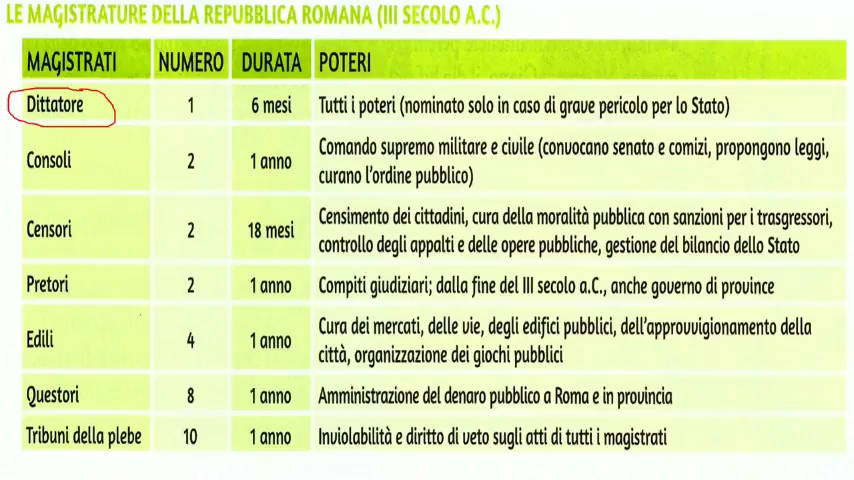 LE MAGISTRATURE DELLA REPUBBLICA ROMANA (III SECOLO A.C.)
MAGISTRATI NUMERO DURATA POTERI
Dittatore 1 6 mesi Tutti i poteri (nominato solo in caso di grave pericolo per lo Stato)
Consoli 2 1 anno Comando supremo militare e civile (convocano senato e comizi, propongono leggi,
curano l'ordine pubblico)
Censori 2 18 mesi Censimento dei cittadini, cura della moralità pubblica con sanzioni per i trasgressori,
controllo degli appalti e delle opere pubbliche, gestione del bilancio dello Stato
Pretori 2 1 anno Compiti giudiziari; dalla fine del III secolo a.C., anche governo di province
Edili 4 1 anno Cura dei mercati, delle vie, degli edifici pubblici, dell'approvvigionamento della
città, organizzazione dei giochi pubblici
Questori 8 1 anno Amministrazione del denaro pubblico a Roma e in provincia
Tribuni della plebe 10 1 anno Inviolabilità e diritto di veto sugli atti di tutti i magistrati